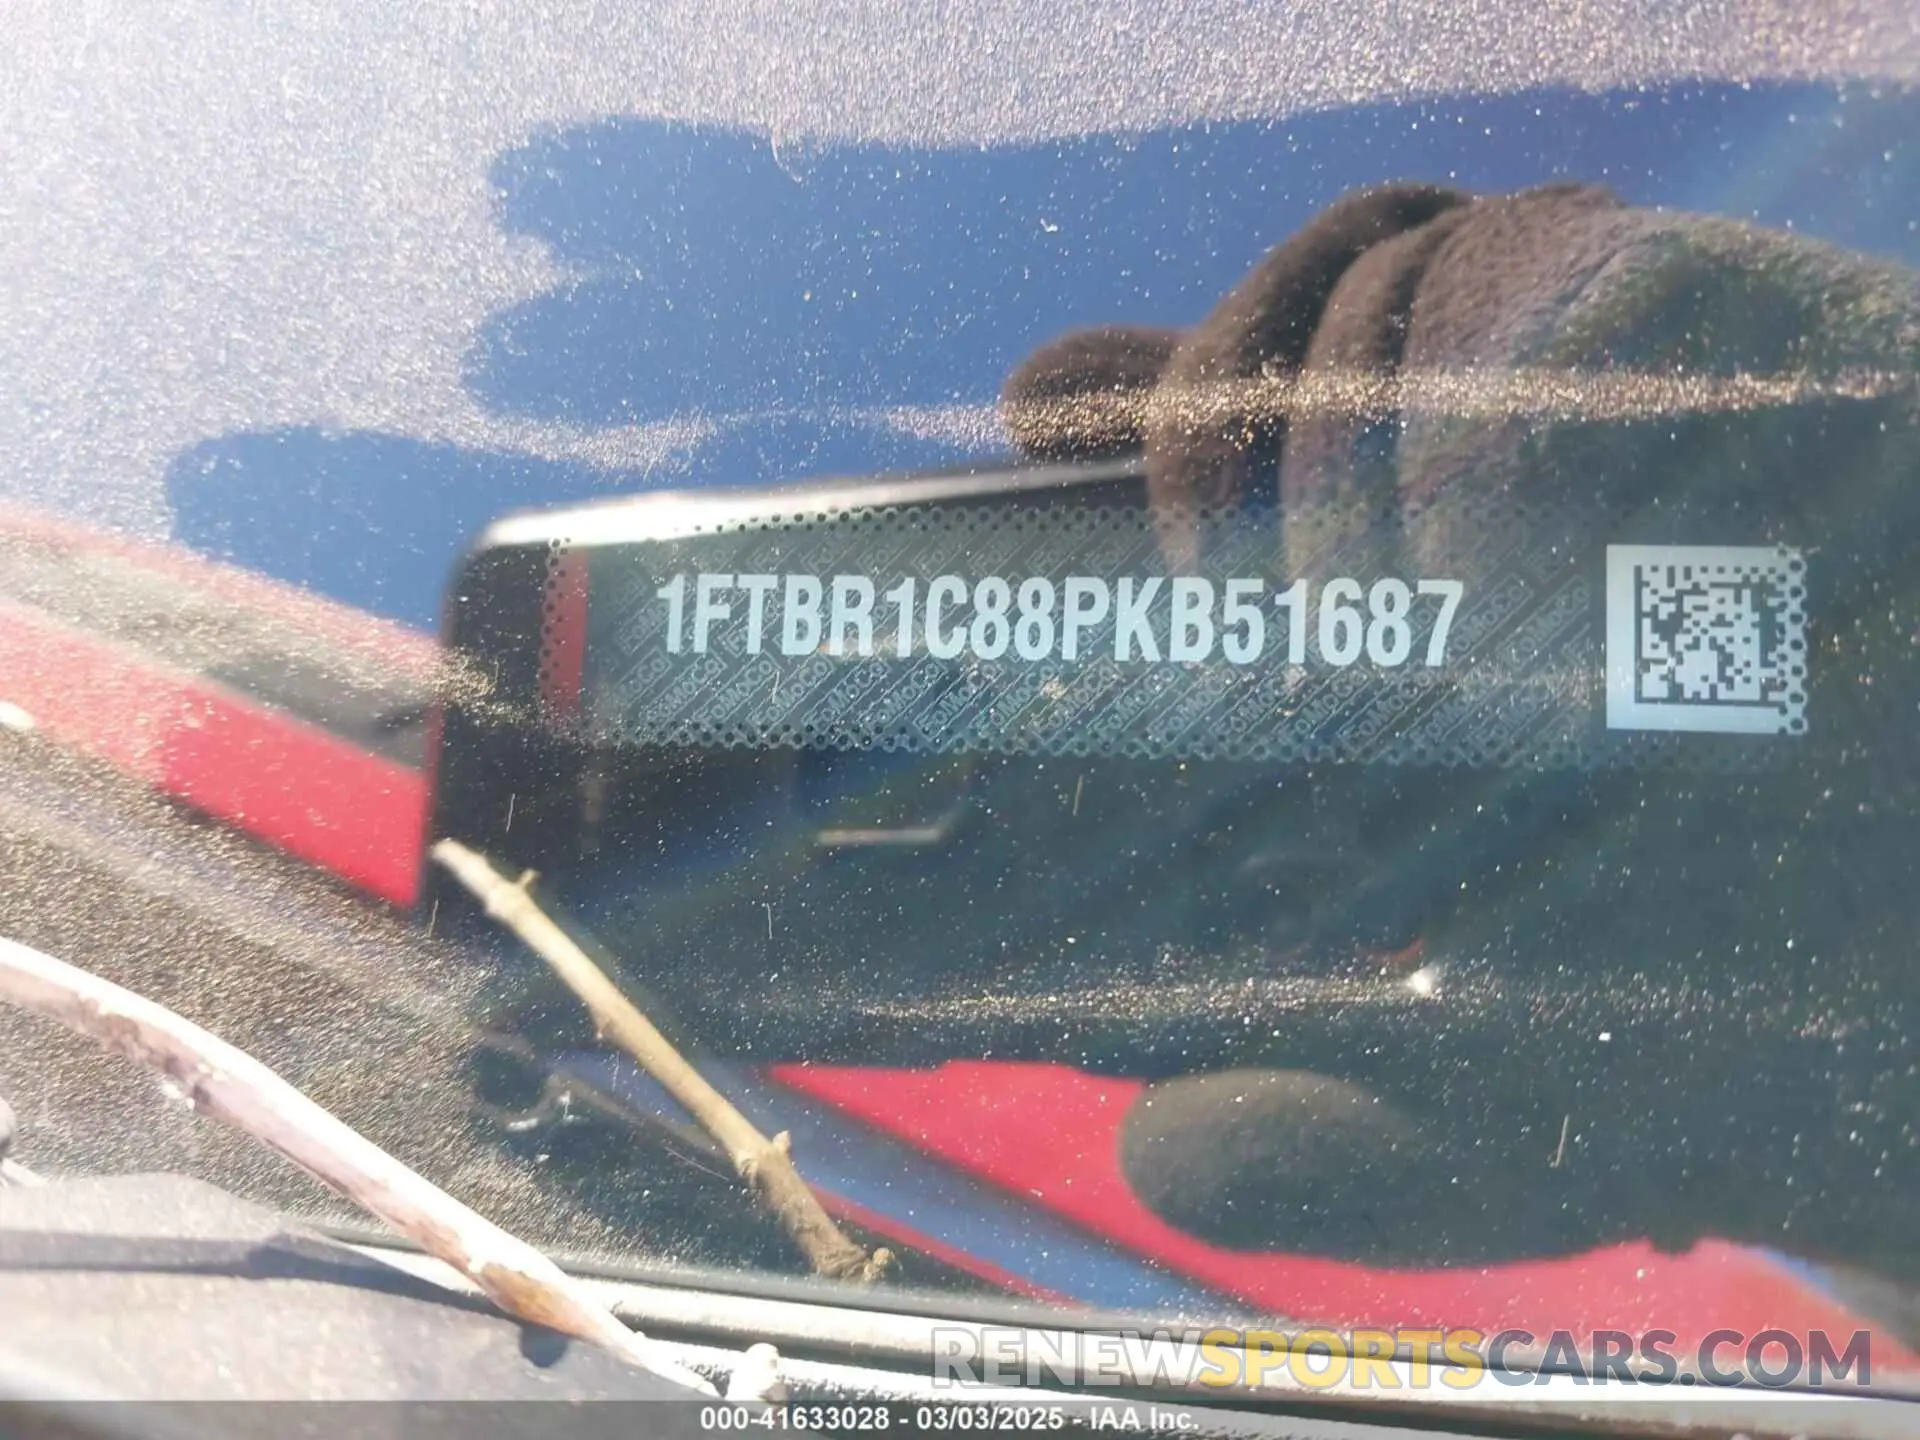 1FTBR1C88PKB51687
RENEWSPORTSCARS.COM
000-41633028 - 03/03/2025 - IAA Inc.